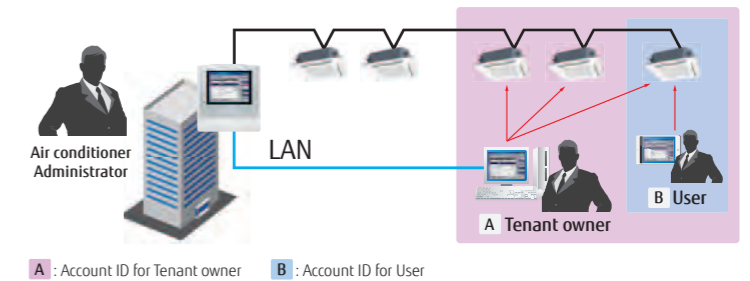 Air conditioner
Administrator
LAN
A Tenant owner
B User
A : Account ID for Tenant owner
B : Account ID for User